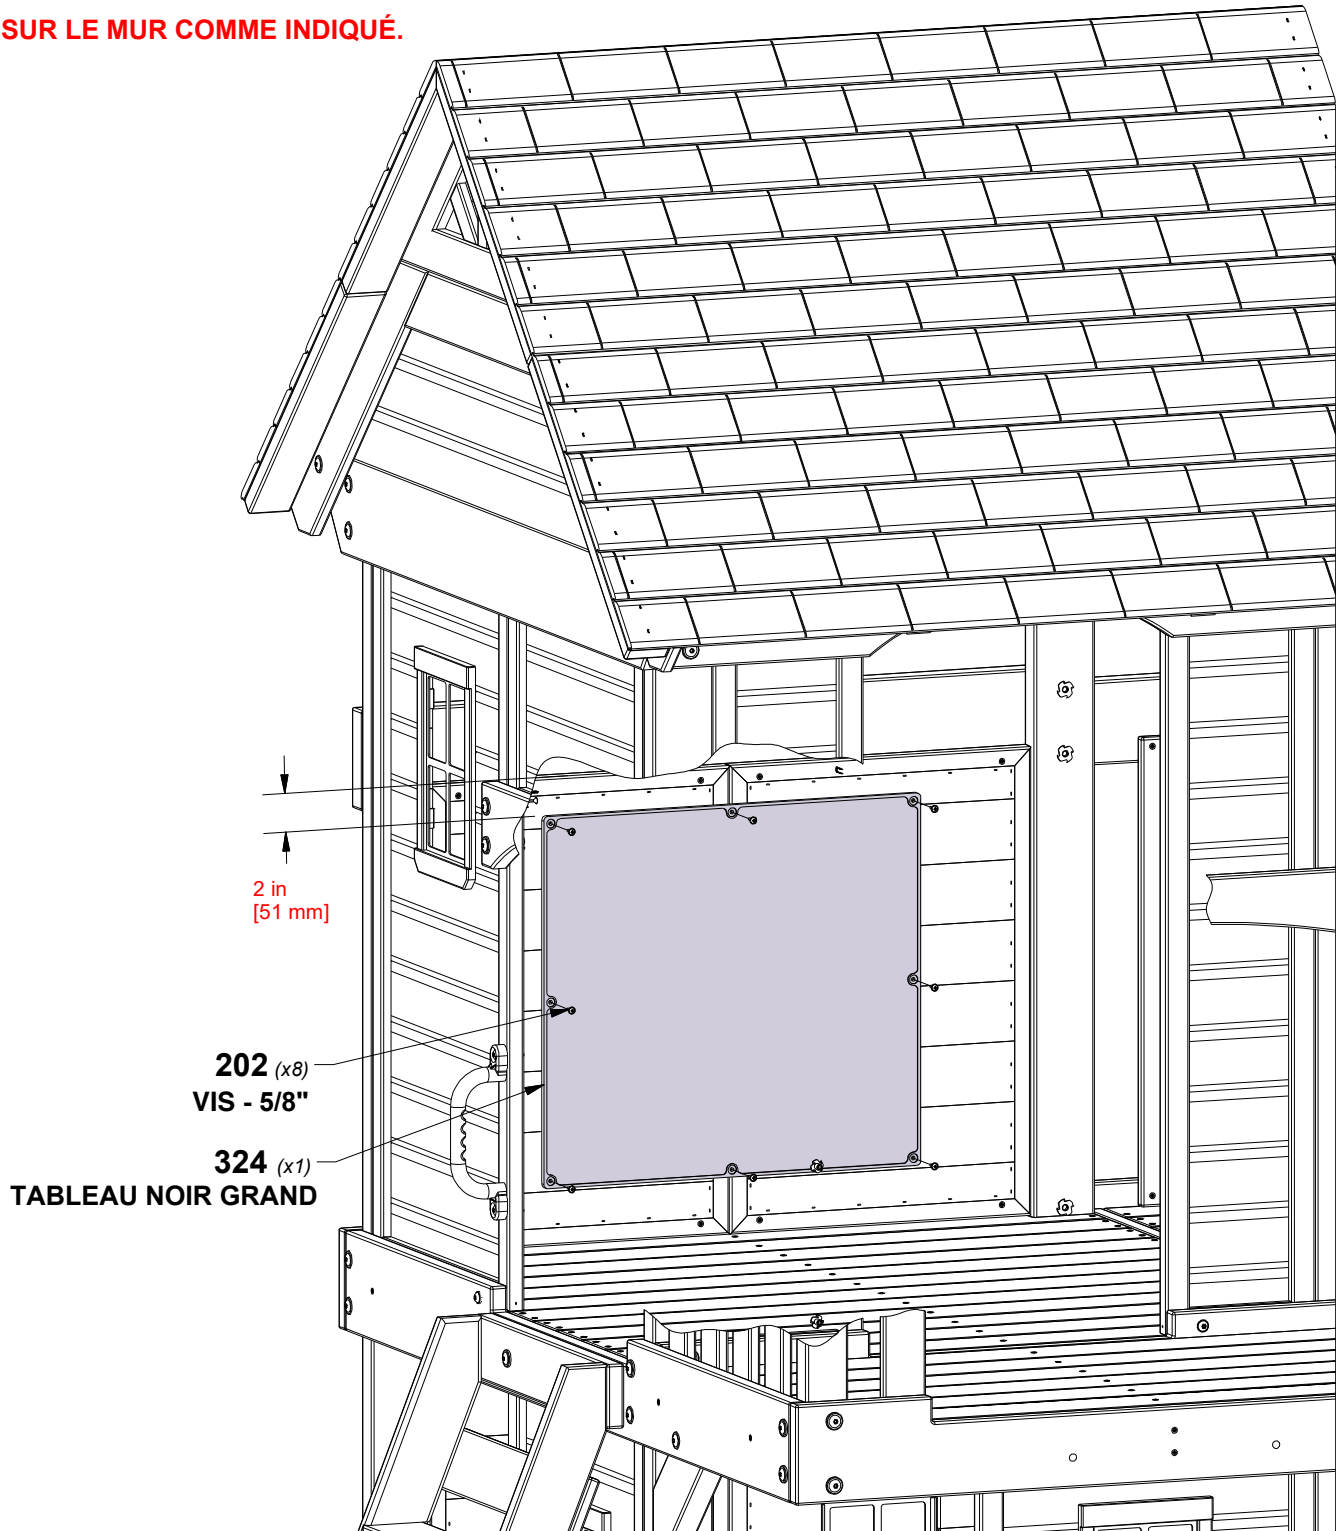 SUR LE MUR COMME INDIQUÉ.
2 in
[51 mm]
202 (x8)
VIS - 5/8"
324 (x1)
TABLEAU NOIR GRAND